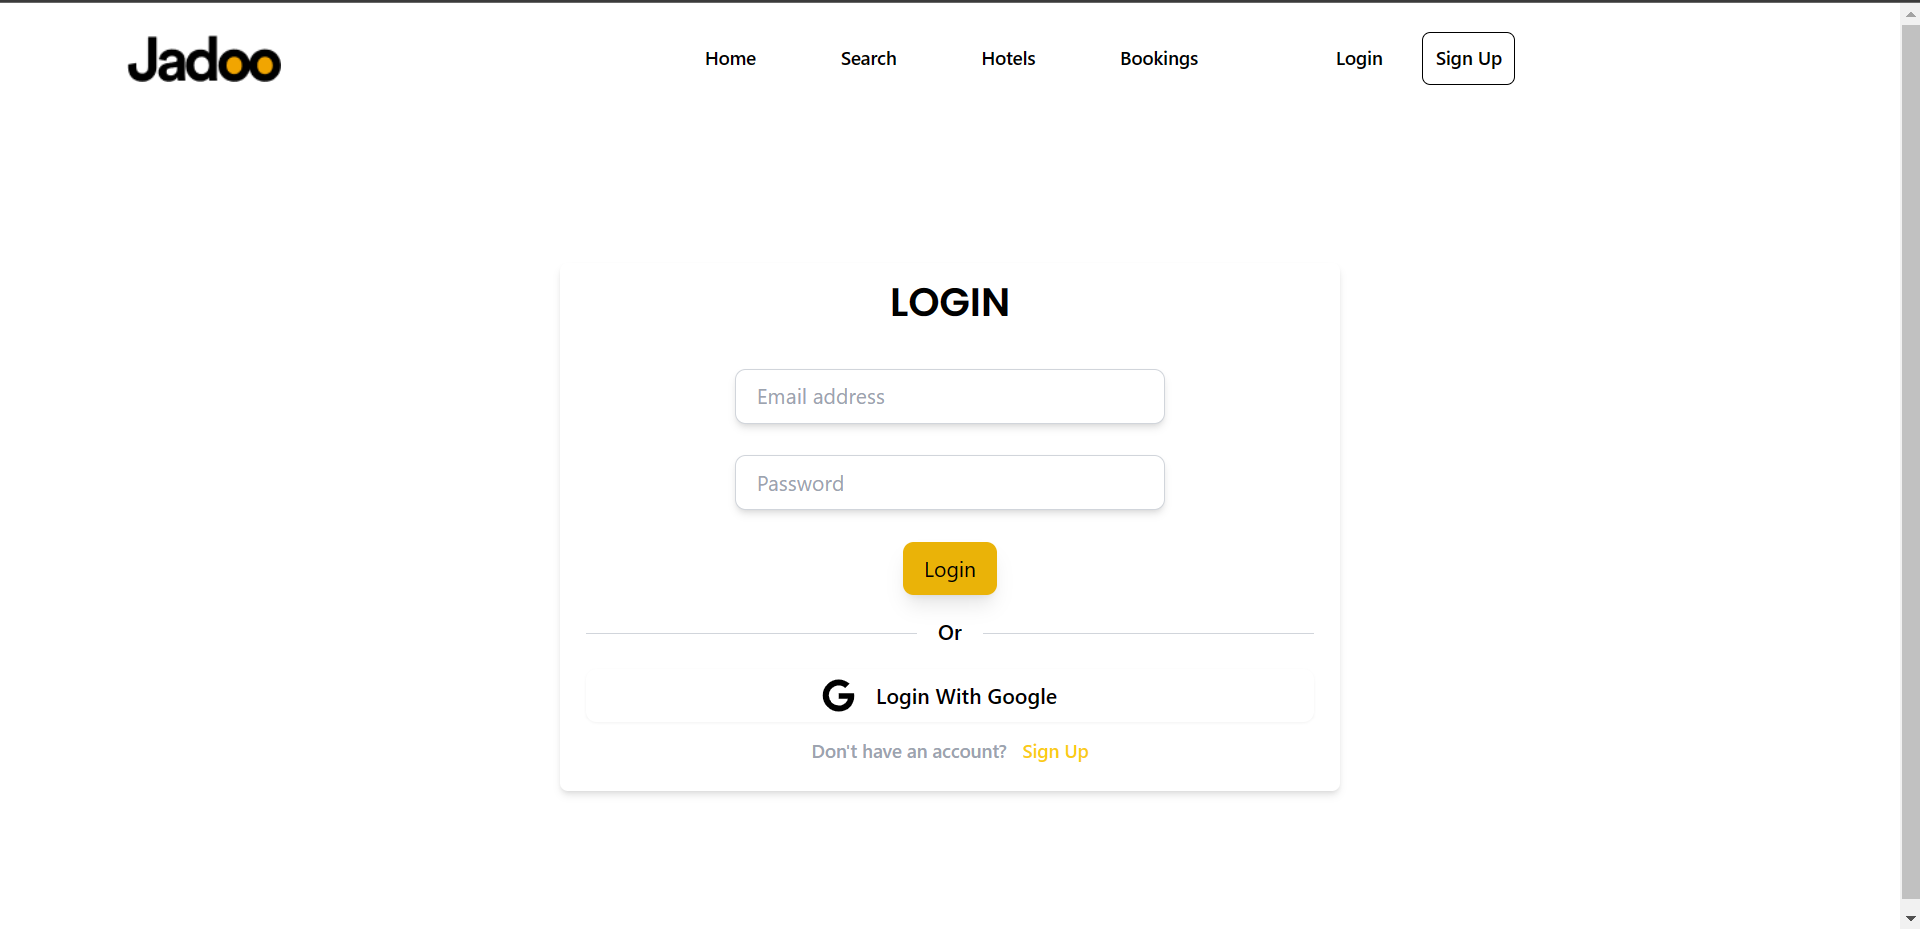 Jadoo Home Search Hotels Bookings Login Sign Up
LOGIN
Email address
Password
Login
Or
Login With Google
Don't have an account? Sign Up